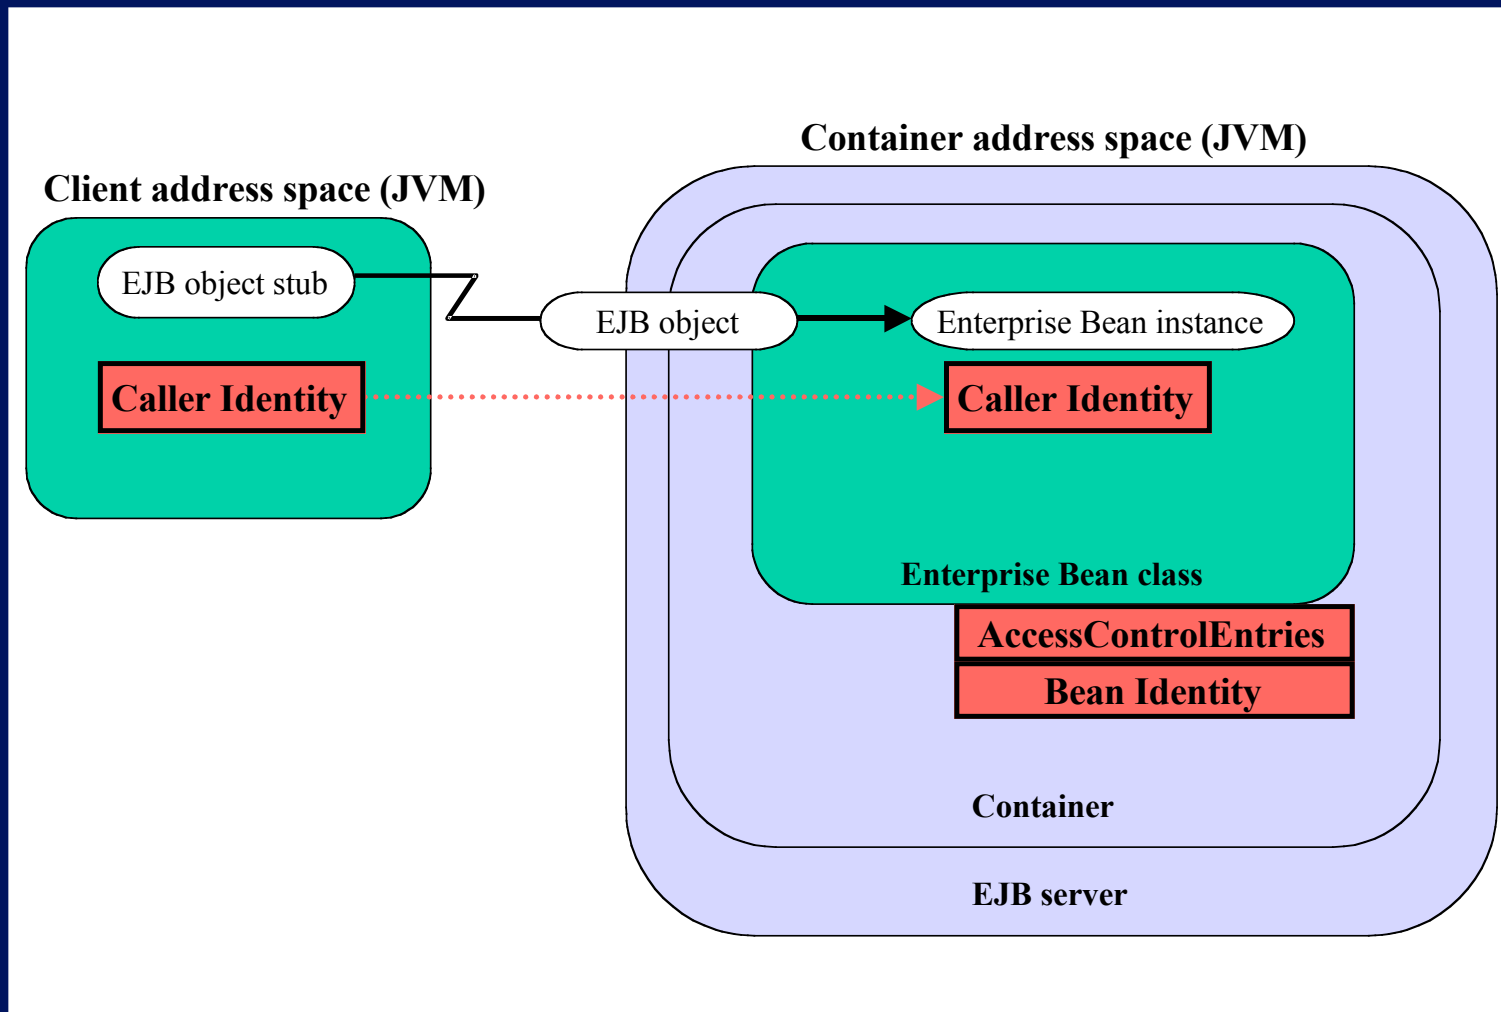 Container address space (JVM)
Client address space (JVM)
EJB object stub
EJB object
Enterprise Bean instance
Caller Identity
Caller Identity
Enterprise Bean class
AccessControlEntries
Bean Identity
Container
EJB server